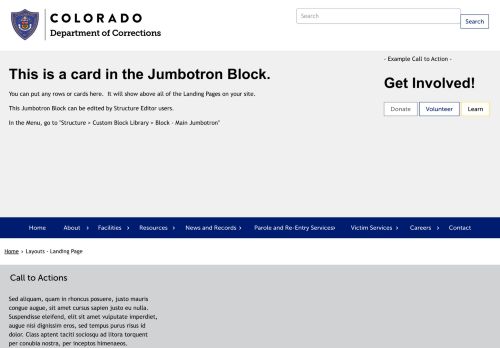 COLORADO
Department of Corrections
Search
Search
This is a card in the Jumbotron Block.
You can put any rows or cards here.  It will show above all of the Landing Pages on your site.
This Jumbotron Block can be edited by Structure Editor users.
In the Menu, go to "Structure > Custom Block Library > Block - Main Jumbotron"
- Example Call to Action -
Get Involved!
Donate Volunteer Learn
Home About › Facilities › Resources › News and Records › Parole and Re-Entry Services › Victim Services › Careers › Contact
Home › Layouts - Landing Page
Call to Actions
Sed aliquam, quam in rhoncus posuere, justo mauris
congue augue, sit amet cursus sapien justo eu nulla.
Suspendisse eleifend, elit sit amet vulputate imperdiet,
augue nisi dignissim eros, sed tempus purus risus id
dolor. Class aptent taciti sociosqu ad litora torquent
per conubia nostra, per inceptos himenaeos.